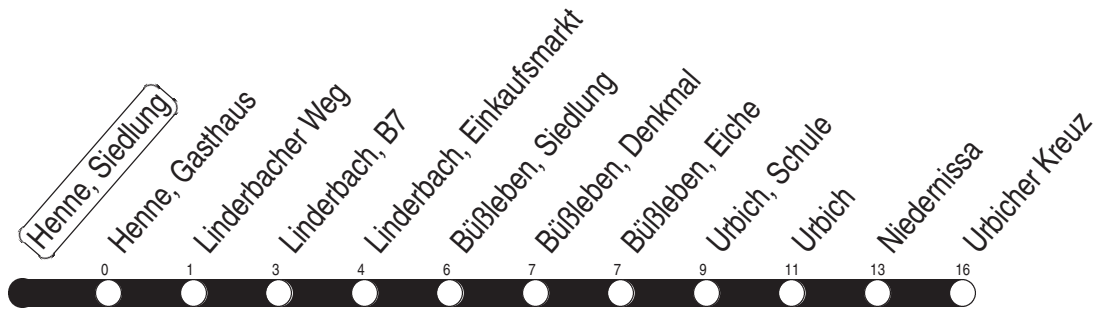 Henne, Siedlung
Henne, Gasthaus
Linderbacher Weg
Linderbach, B7
Linderbach, Einkaufsmarkt
Büßleben, Siedlung
Büßleben, Denkmal
Büßleben, Eiche
Urbich, Schule
Urbich
Niedernissa
Urbicher Kreuz
0 1 3 4 6 7 7 9 11 13 16